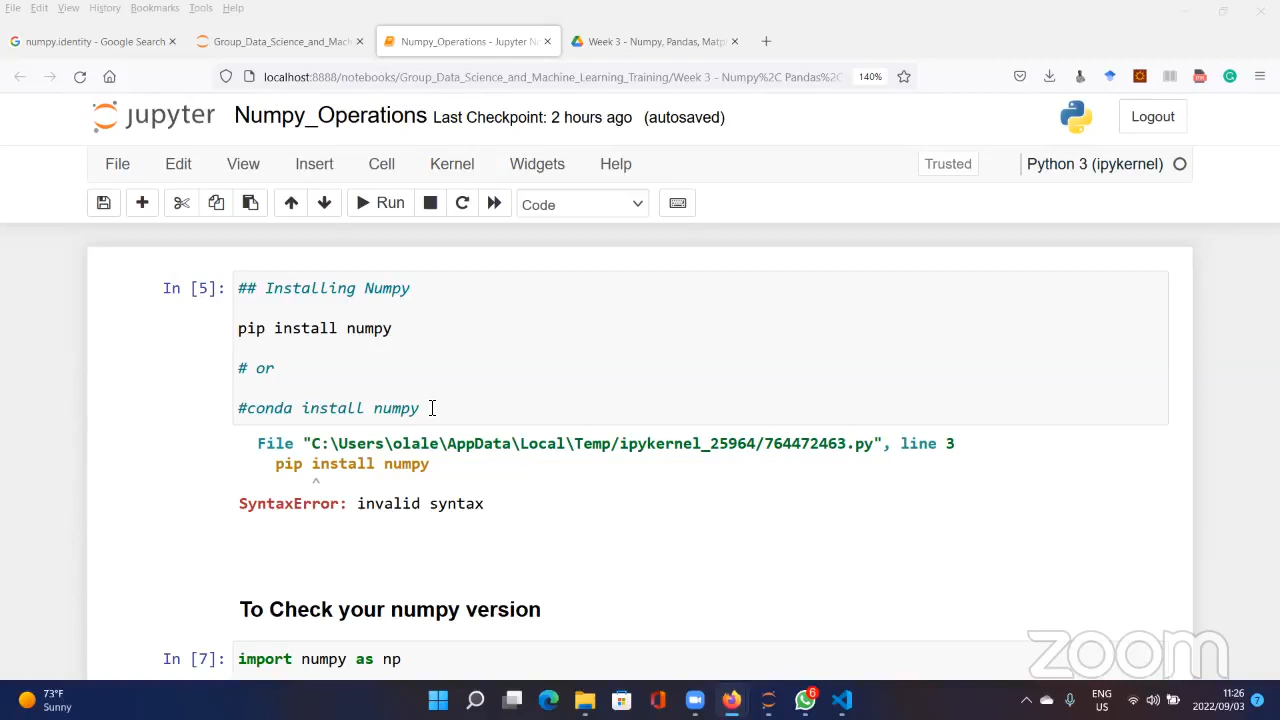 File Edit View History Bookmarks Tools Help
numpy.identity - Google Search
Group_Data_Science_and_Mach
Numpy_Operations - Jupyter N
Week 3 - Numpy, Pandas, Matp
localhost:8888/notebooks/Group_Data_Science_and_Machine_Learning_Training/Week 3 - Numpy%2C Pandas%2C
140%
jupyter Numpy_Operations Last Checkpoint: 2 hours ago (autosaved)
Logout
File Edit View Insert Cell Kernel Widgets Help
Trusted
Python 3 (ipykernel)
Run
Code
In [5]: ## Installing Numpy
pip install numpy
# or
#conda install numpy
File "C:\Users\olale\AppData\Local\Temp/ipykernel_25964/764472463.py", line 3
pip install numpy
^
SyntaxError: invalid syntax
To Check your numpy version
In [7]: import numpy as np
zoom
73°F
Sunny
6
ENG
US
11:26
2022/09/03
7